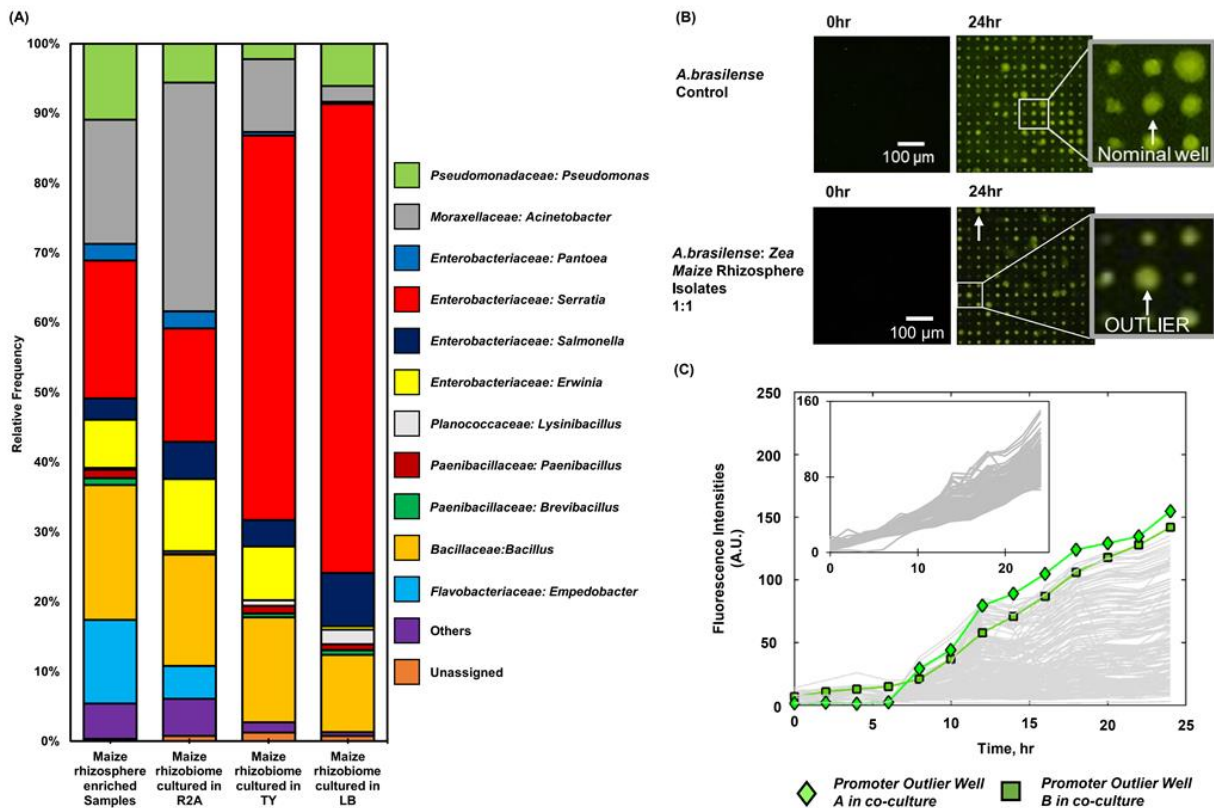 (A)
100%
90%
80%
70%
60%
50%
40%
30%
20%
10%
0%
Relative Frequency
Maize
rhizosphere
enriched
Samples
Maize
rhizobiome
cultured in
R2A
Maize
rhizobiome
cultured in
TY
Maize
rhizobiome
cultured in
LB
Pseudomonadaceae: Pseudomonas
Moraxellaceae: Acinetobacter
Enterobacteriaceae: Pantoea
Enterobacteriaceae: Serratia
Enterobacteriaceae: Salmonella
Enterobacteriaceae: Erwinia
Planococcaceae: Lysinibacillus
Paenibacillaceae: Paenibacillus
Paenibacillaceae: Brevibacillus
Bacillaceae:Bacillus
Flavobacteriaceae: Empedobacter
Others
Unassigned
(B)
0hr
24hr
A.brasilense
Control
100 µm
Nominal well
0hr
24hr
A.brasilense: Zea
Maize Rhizosphere
Isolates
1:1
100 µm
OUTLIER
(C)
250
200
150
100
50
0
Fluorescence Intensities
(A.U.)
160
80
0
0
10
20
0
5
10
15
20
25
Time, hr
Promoter Outlier Well
A in co-culture
Promoter Outlier Well
B in co-culture